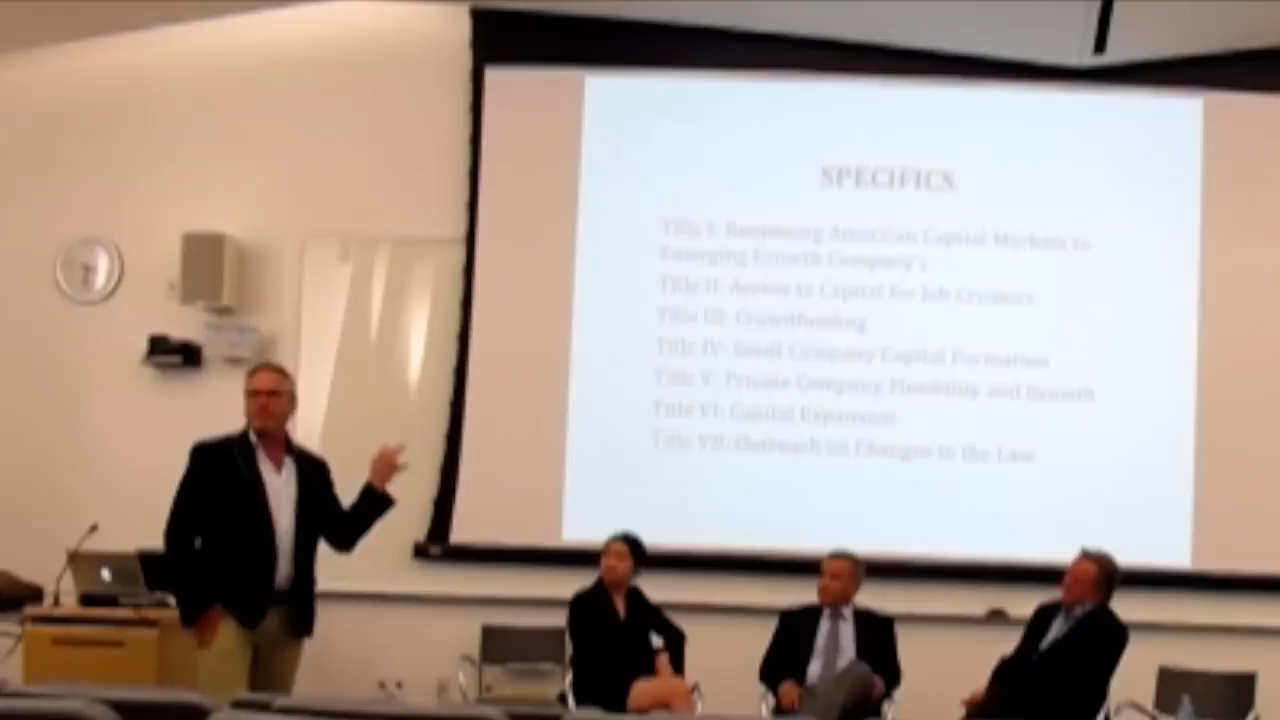 SPECIFICS
Title I: Reopening American Capital Markets to
Emerging Growth Company's
Title II: Access to Capital for Job Creators
Title III: Crowdfunding
Title IV: Small Company Capital Formation
Title V: Private Company Flexibility and Growth
Title VI: Capital Expansion
Title VII: Outreach on Changes to the Law